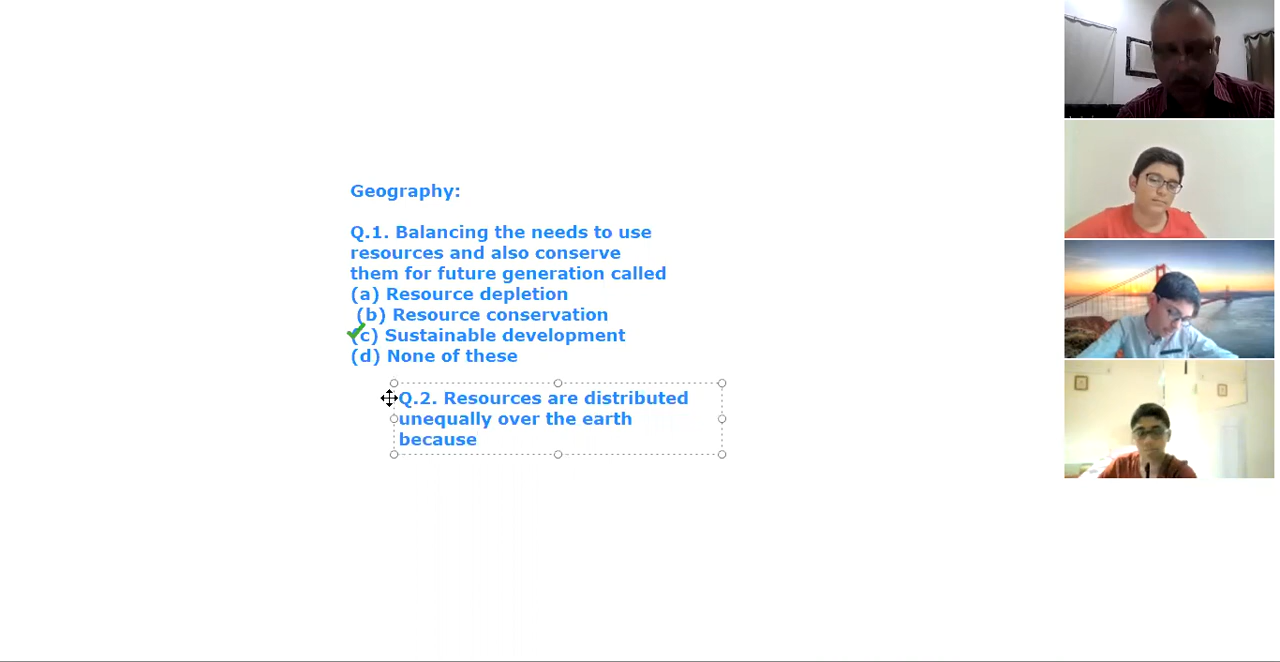 Geography:
Q.1. Balancing the needs to use
resources and also conserve
them for future generation called
(a) Resource depletion
(b) Resource conservation
(c) Sustainable development
(d) None of these
Q.2. Resources are distributed
unequally over the earth
because